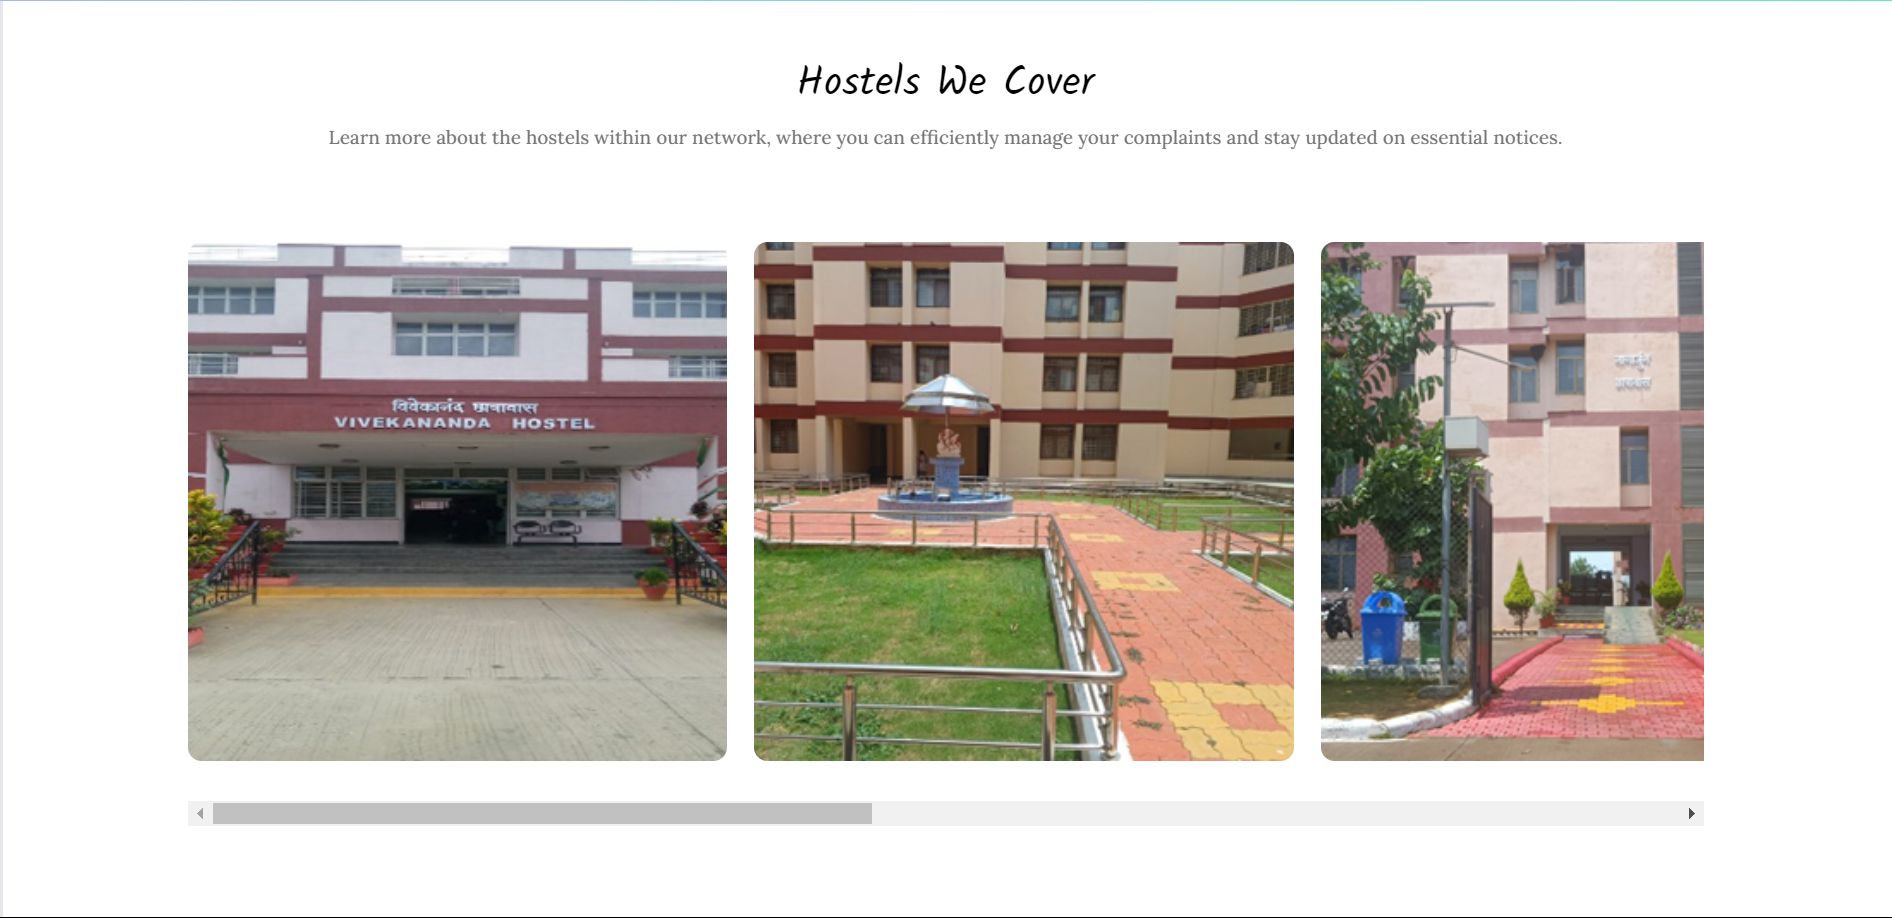 Hostels We Cover
Learn more about the hostels within our network, where you can efficiently manage your complaints and stay updated on essential notices.
विवेकानंद छात्रावास
VIVEKANANDA HOSTEL